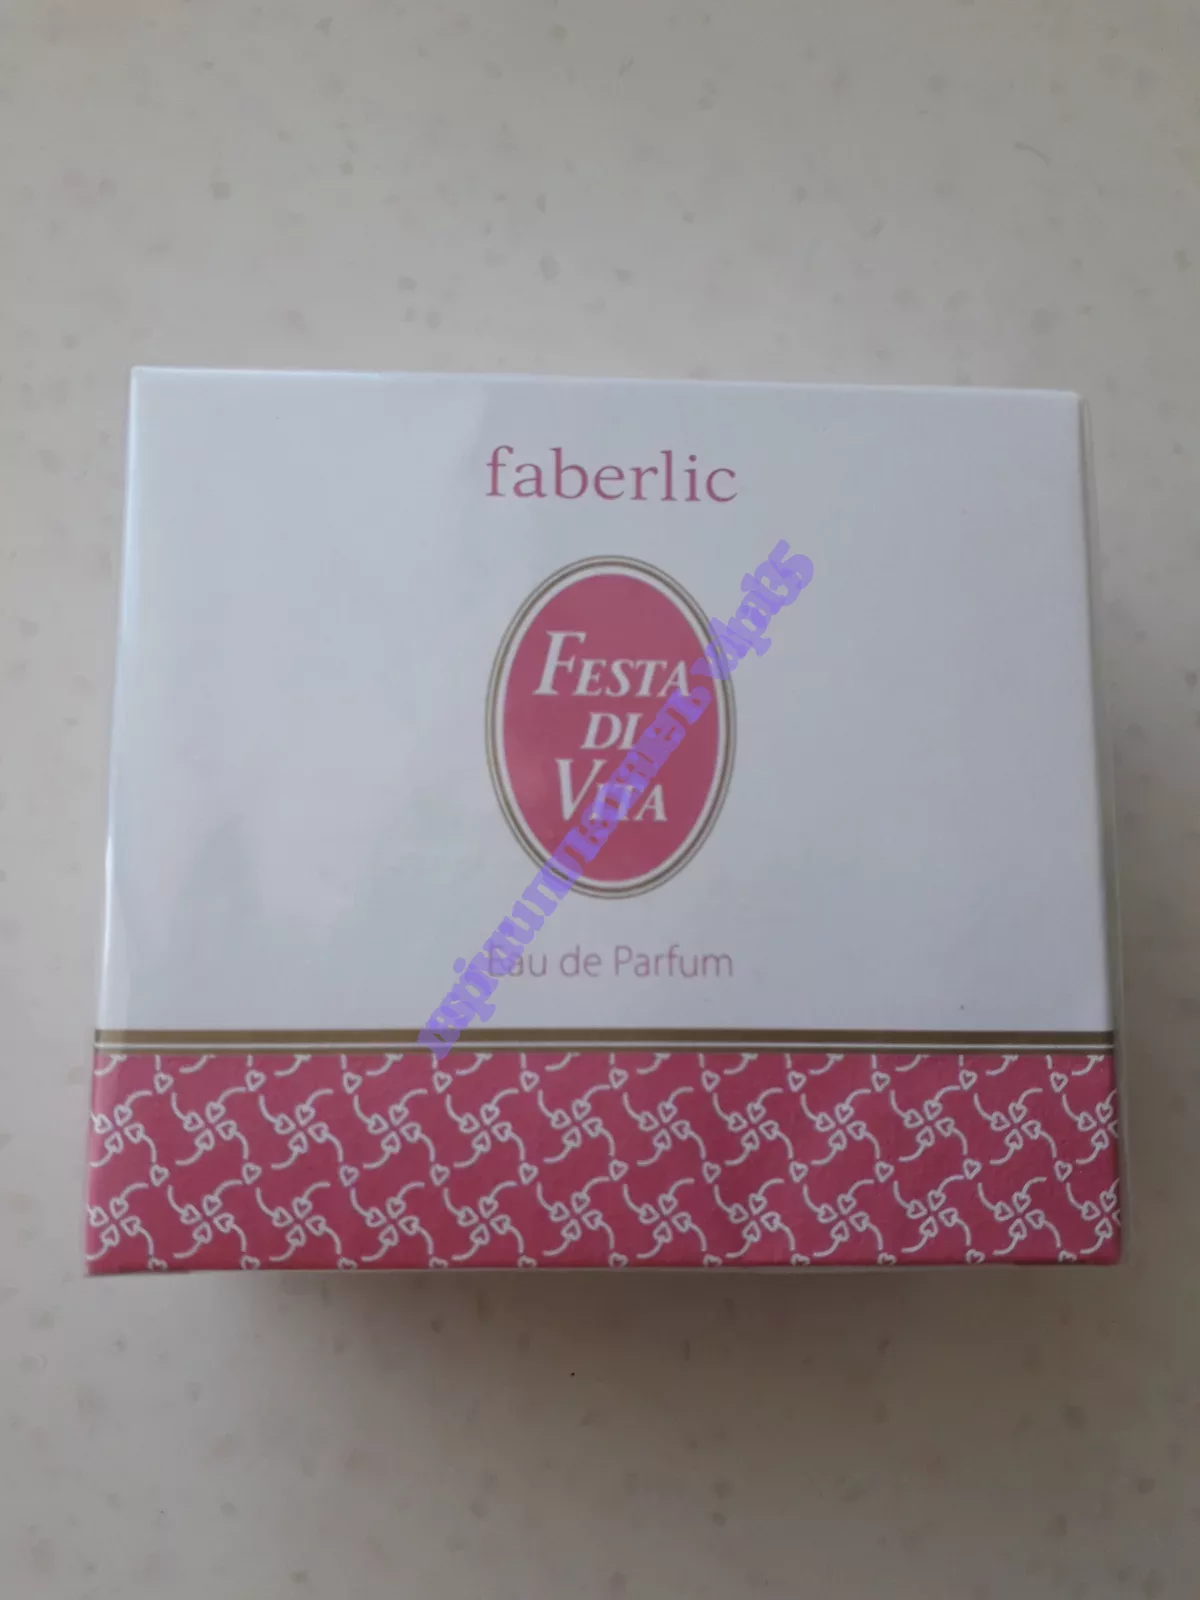 faberlic
FESTA
DI
VITA
Eau de Parfum